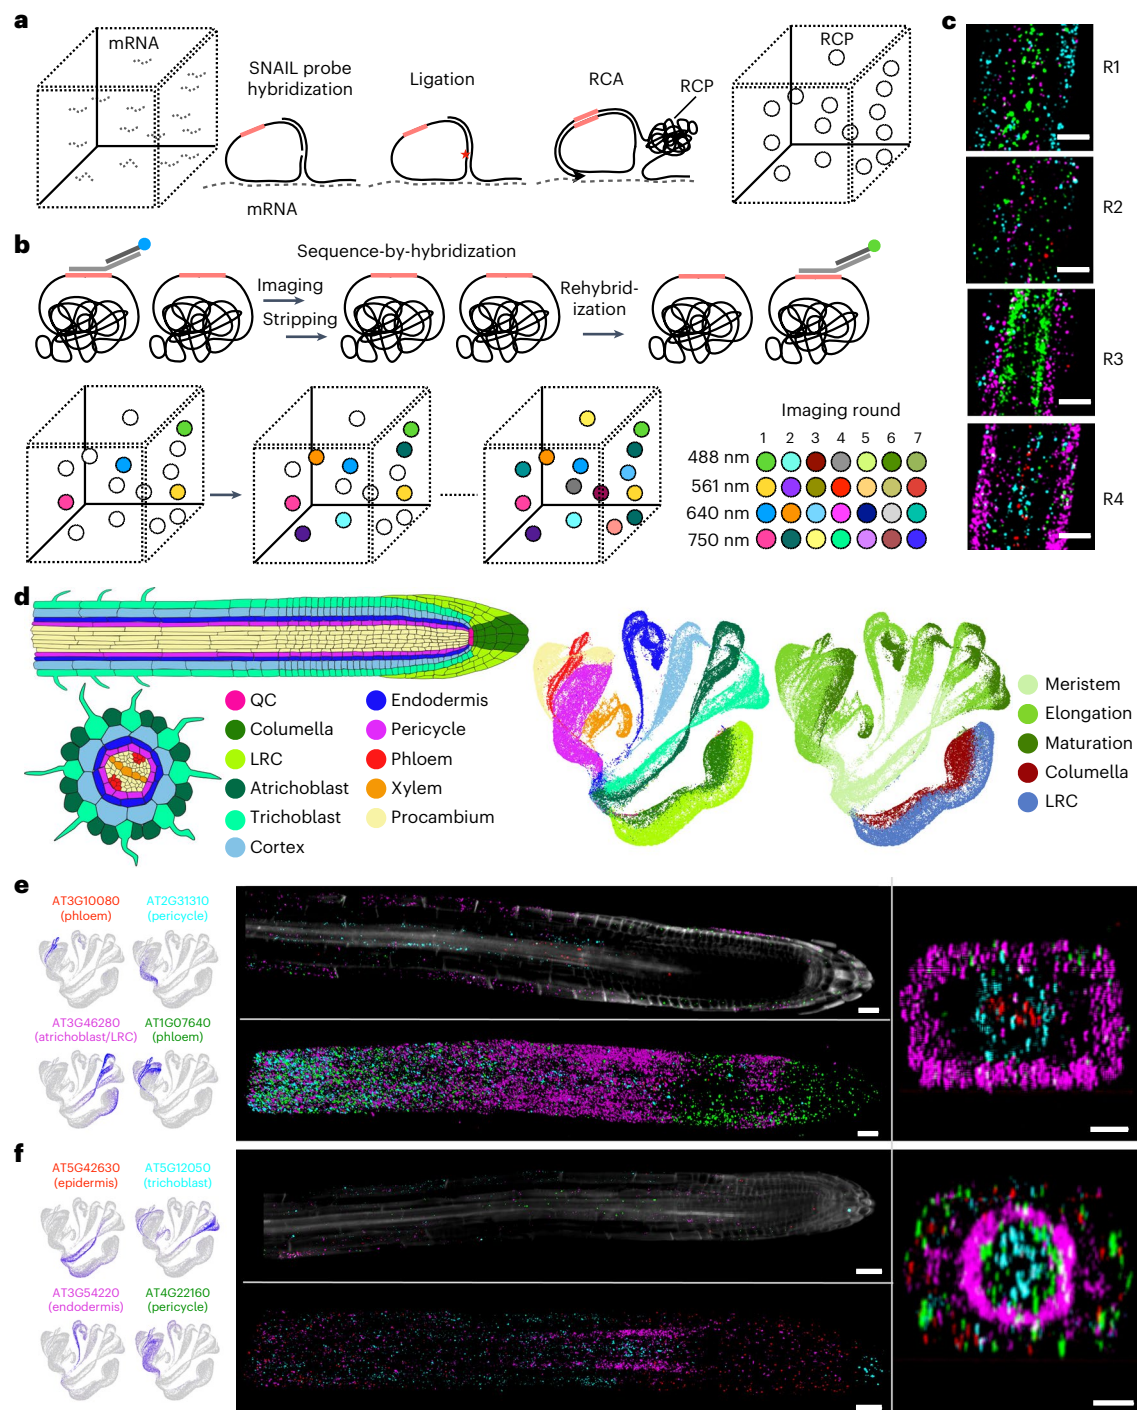 a
mRNA
SNAIL probe
hybridization
Ligation
RCA
RCP
RCP
mRNA
c
R1
R2
R3
R4
b
Sequence-by-hybridization
Imaging
Stripping
Rehybrid-
ization
Imaging round
1 2 3 4 5 6 7
488 nm
561 nm
640 nm
750 nm
d
QC
Columella
LRC
Atrichoblast
Trichoblast
Cortex
Endodermis
Pericycle
Phloem
Xylem
Procambium
Meristem
Elongation
Maturation
Columella
LRC
e
AT3G10080
(phloem)
AT2G31310
(pericycle)
AT3G46280
(atrichoblast/LRC)
AT1G07640
(phloem)
f
AT5G42630
(epidermis)
AT5G12050
(trichoblast)
AT3G54220
(endodermis)
AT4G22160
(pericycle)